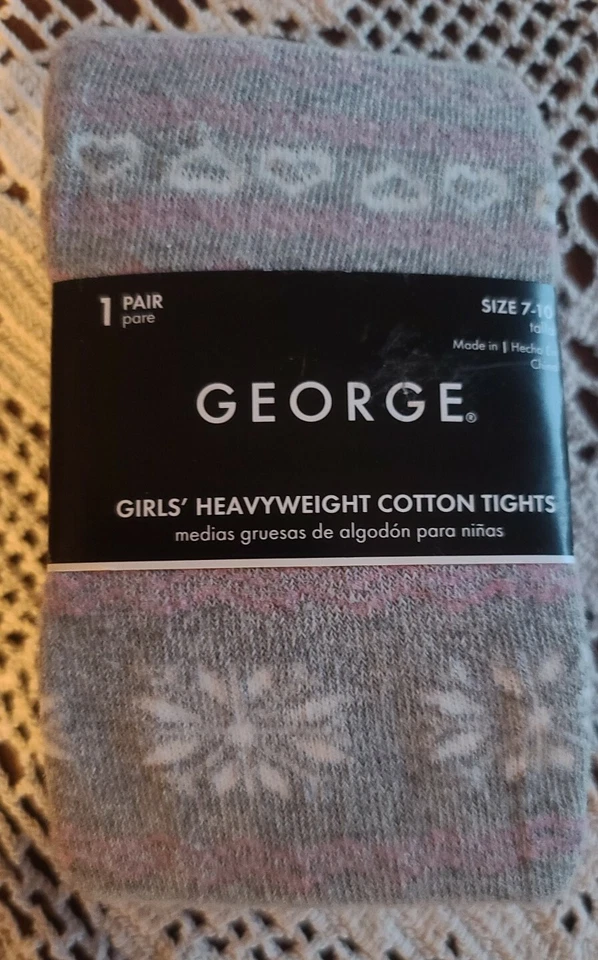 1 PAIR
pare
SIZE 7-10
Made in | Hecho
GEORGE®
GIRLS' HEAVYWEIGHT COTTON TIGHTS
medias gruesas de algodón para niñas